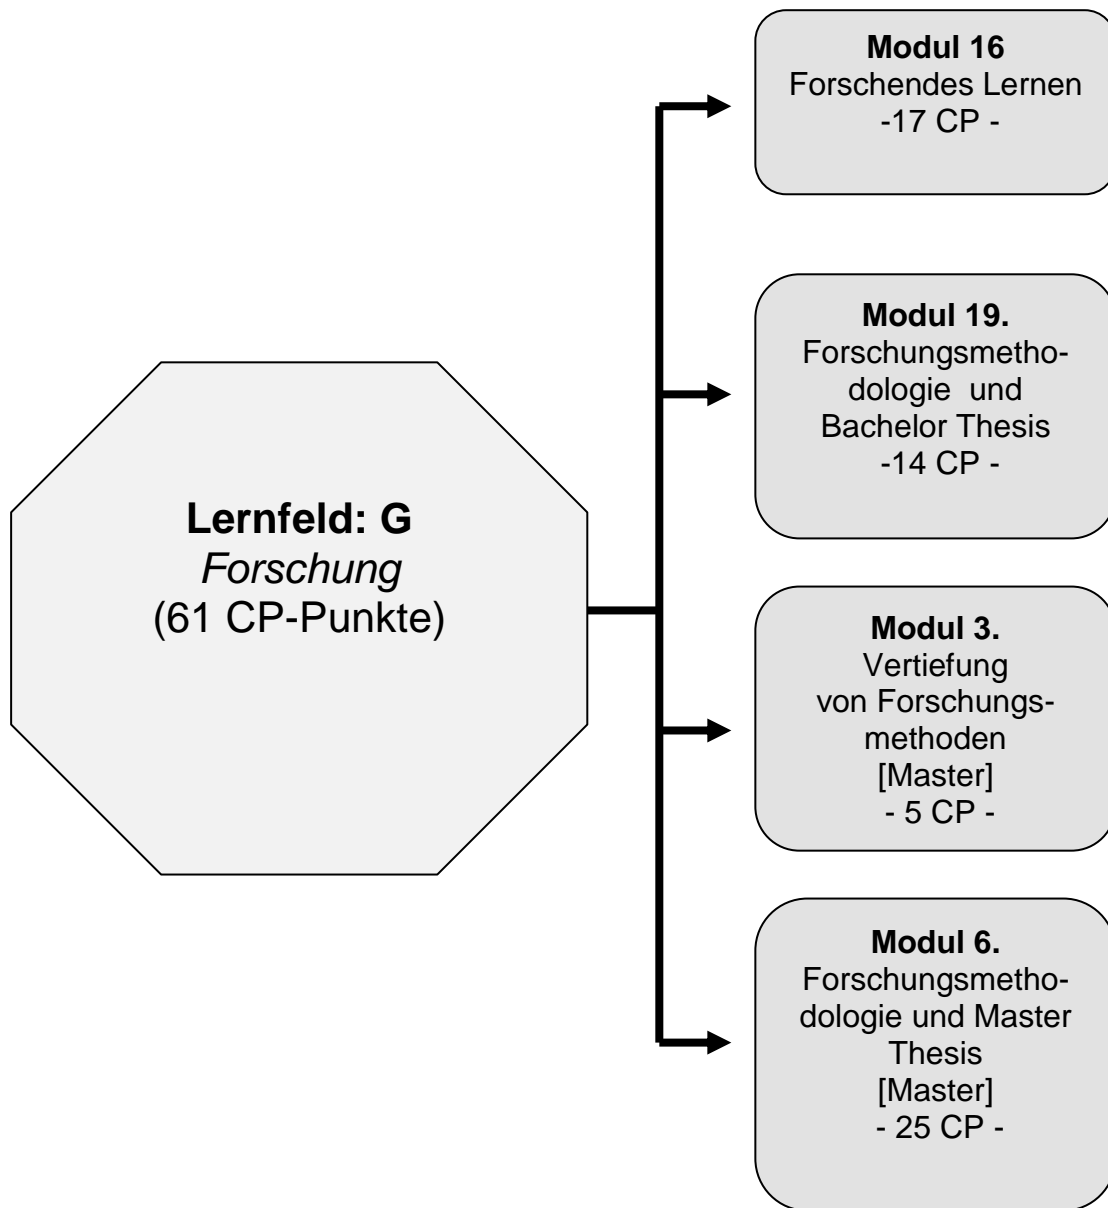 Modul 16
Forschendes Lernen
-17 CP -
Modul 19.
Forschungsmetho-
dologie  und
Bachelor Thesis
-14 CP -
Lernfeld: G
Forschung
(61 CP-Punkte)
Modul 3.
Vertiefung
von Forschungs-
methoden
[Master]
- 5 CP -
Modul 6.
Forschungsmetho-
dologie und Master
Thesis
[Master]
- 25 CP -